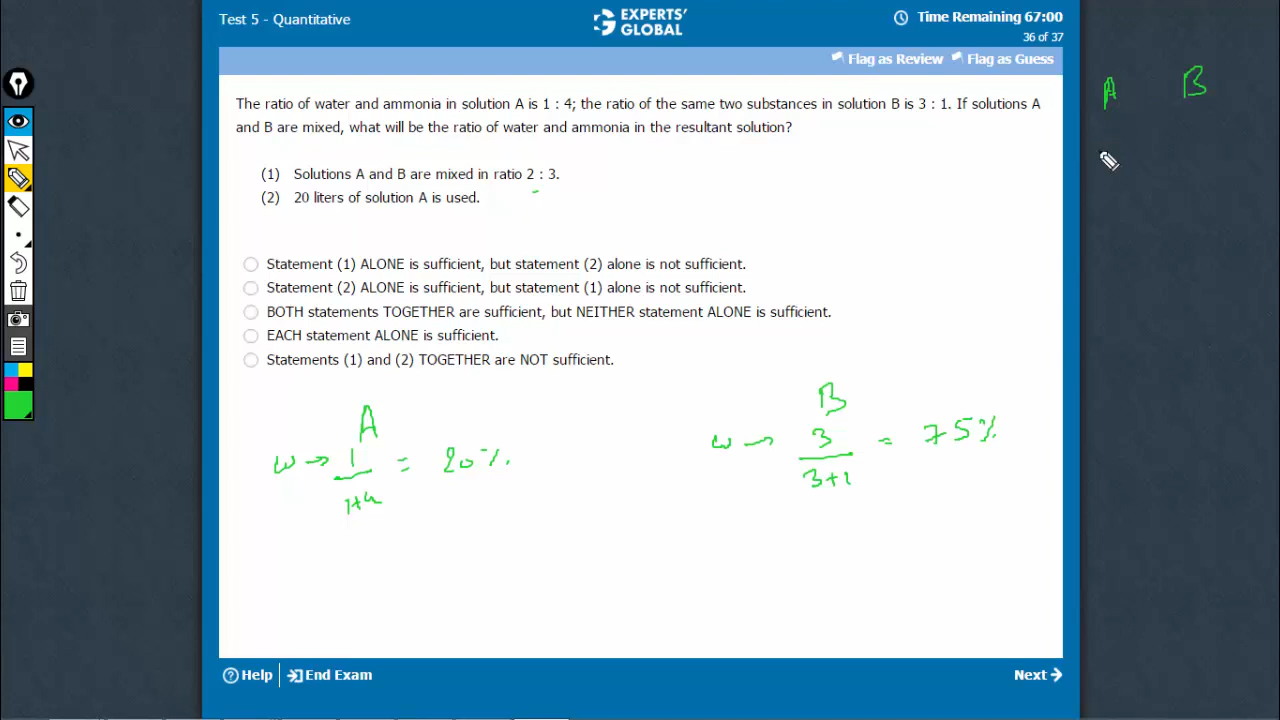 Test 5 - Quantitative
EXPERTS'
GLOBAL
Time Remaining 67:00
36 of 37
Flag as Review
Flag as Guess
A
B
The ratio of water and ammonia in solution A is 1 : 4; the ratio of the same two substances in solution B is 3 : 1. If solutions A
and B are mixed, what will be the ratio of water and ammonia in the resultant solution?
(1) Solutions A and B are mixed in ratio 2 : 3.
(2) 20 liters of solution A is used.
Statement (1) ALONE is sufficient, but statement (2) alone is not sufficient.
Statement (2) ALONE is sufficient, but statement (1) alone is not sufficient.
BOTH statements TOGETHER are sufficient, but NEITHER statement ALONE is sufficient.
EACH statement ALONE is sufficient.
Statements (1) and (2) TOGETHER are NOT sufficient.
A
w → 1 = 20%.
1+4
B
w → 3 = 75%
3+1
Help
End Exam
Next